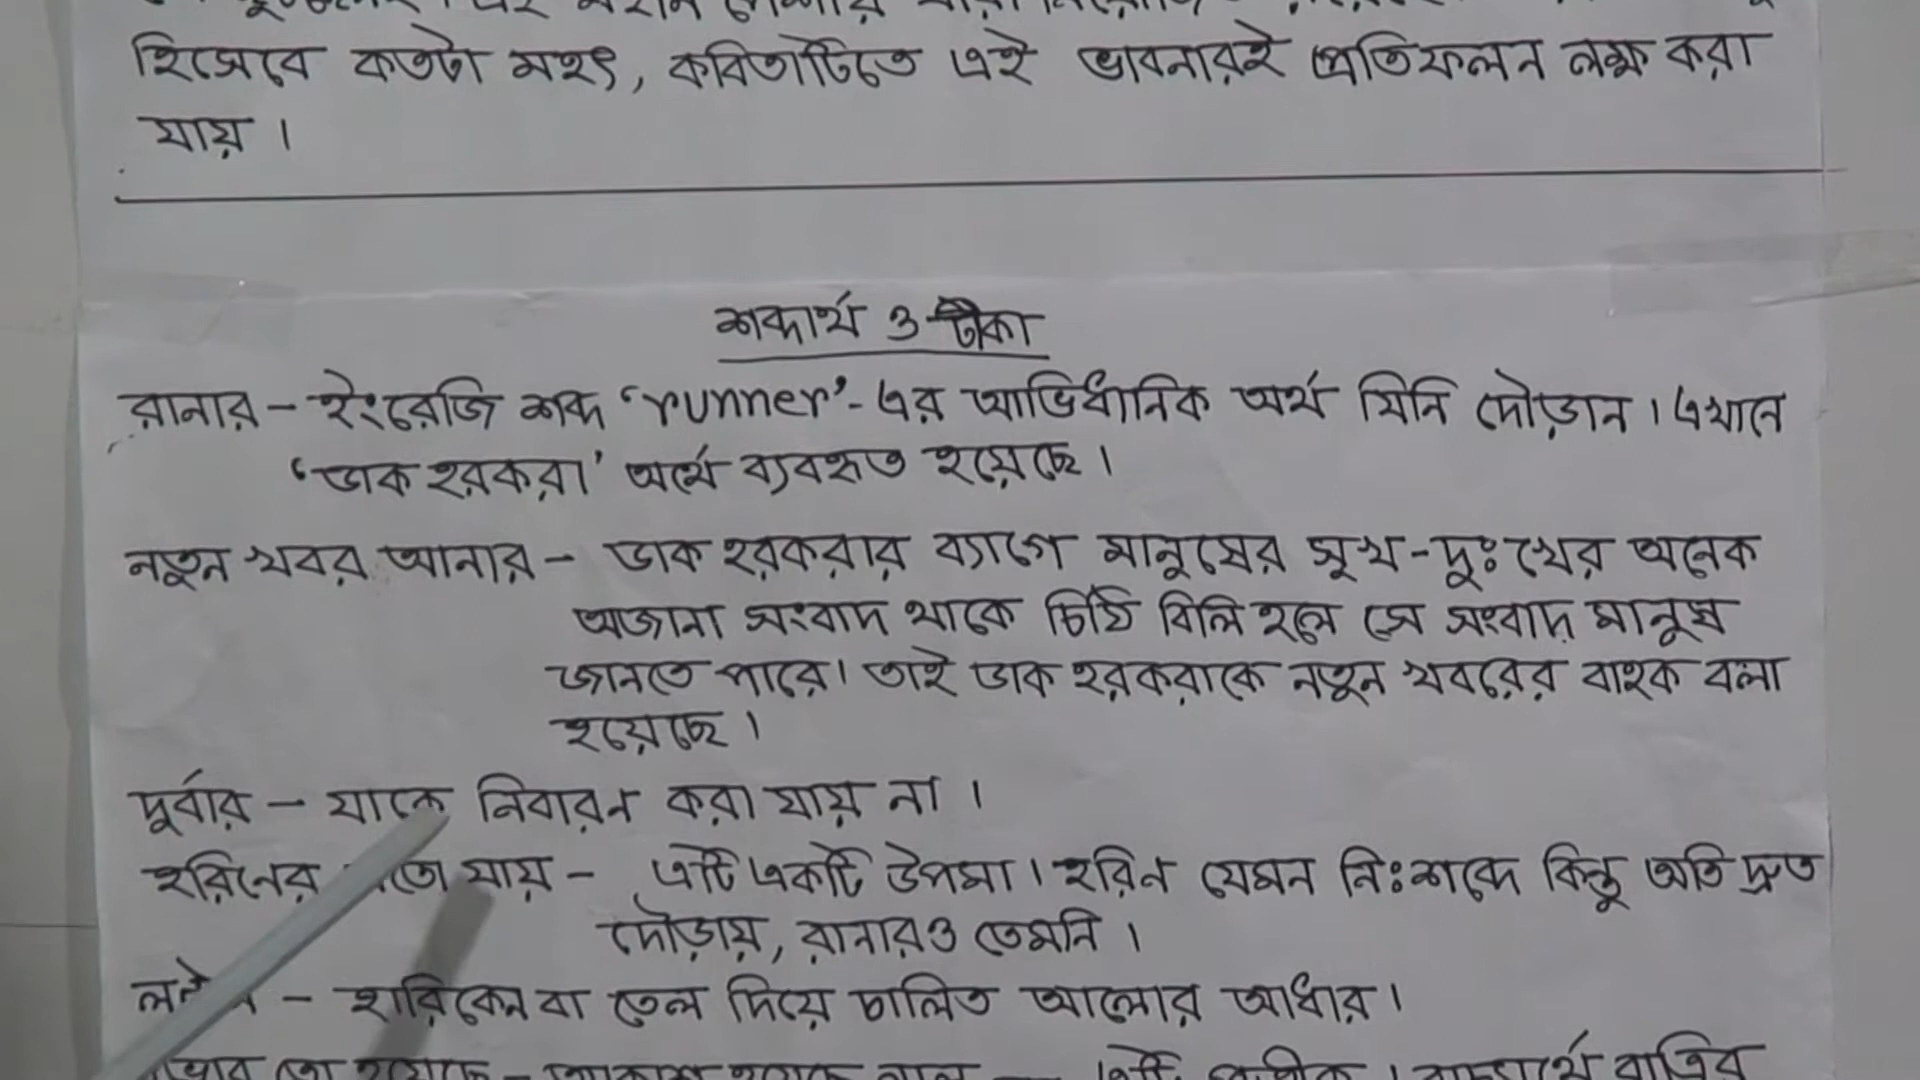 হিসেবে কতটা মহৎ, কবিতাটিতে এই ভাবনারই প্রতিফলন লক্ষ করা
যায়।
শব্দার্থ ও টীকা
রানার – ইংরেজি শব্দ ‘runner’- এর আভিধানিক অর্থ যিনি দৌড়ান। এখানে
‘ডাক হরকরা’ অর্থে ব্যবহৃত হয়েছে।
নতুন খবর আনার – ডাক হরকরার ব্যাগে মানুষের সুখ-দুঃখের অনেক
অজানা সংবাদ থাকে চিঠি বিলি হলে সে সংবাদ মানুষ
জানতে পারে। তাই ডাক হরকরাকে নতুন খবরের বাহক বলা
হয়েছে।
দুর্বার – যাকে নিবারন করা যায় না।
হরিনের মতো যায় – এটি একটি উপমা। হরিন যেমন নিঃশব্দে কিন্তু অতি দ্রুত
দৌড়ায়, রানারও তেমনি।
– হারিকেন বা তেল দিয়ে চালিত আলোর আধার।